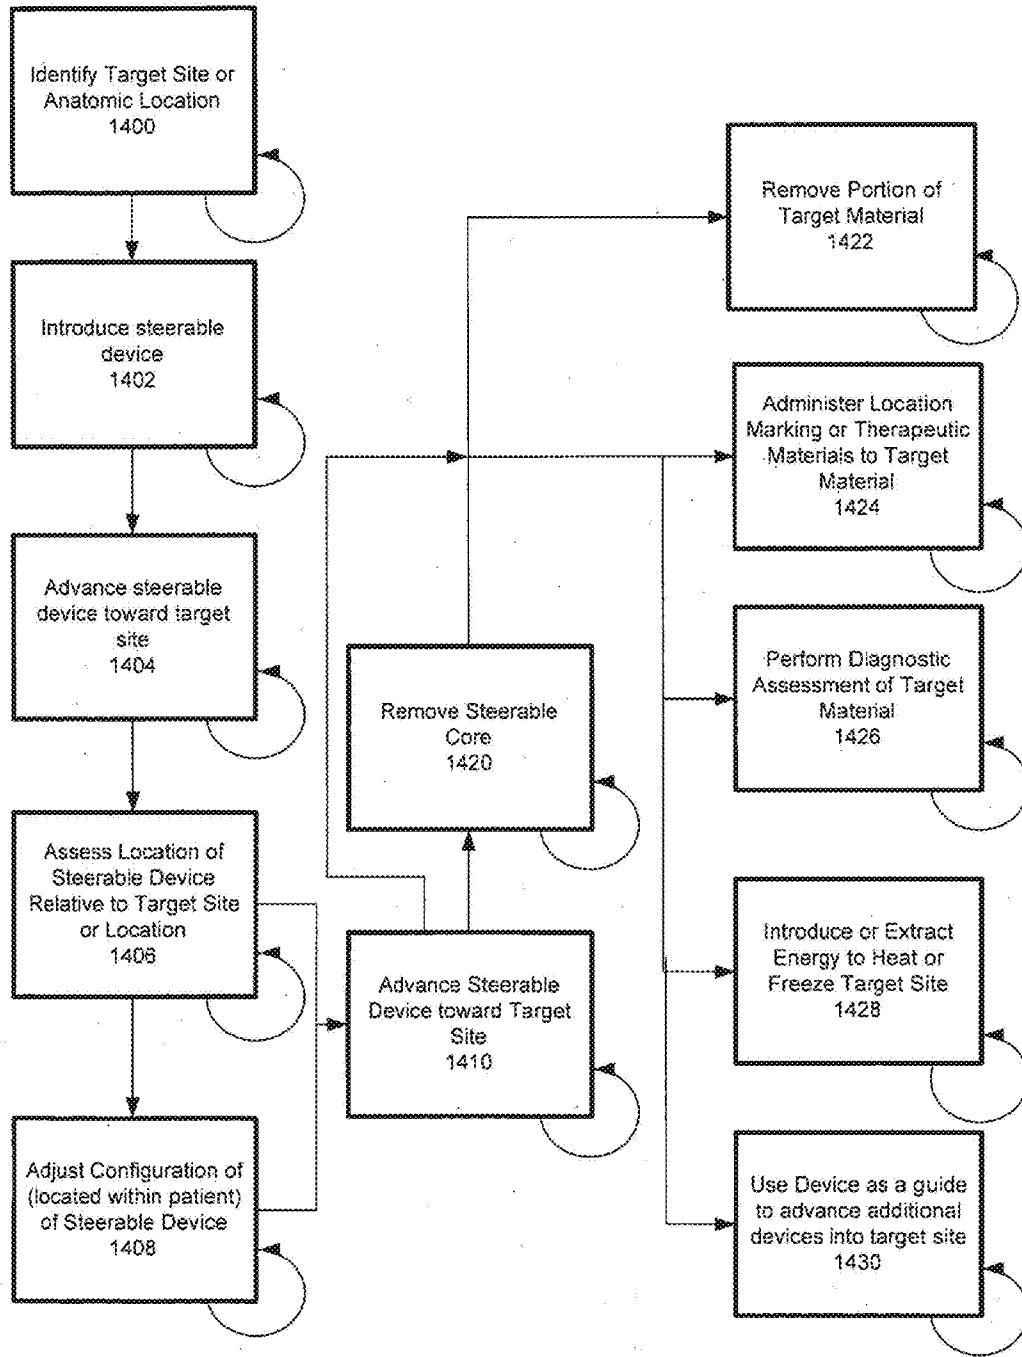 Identify Target Site or
Anatomic Location
1400
Introduce steerable
device
1402
Advance steerable
device toward target
site
1404
Assess Location of
Steerable Device
Relative to Target Site
or Location
1406
Adjust Configuration of
(located within patient)
of Steerable Device
1408
Remove Steerable
Core
1420
Advance Steerable
Device toward Target
Site
1410
Remove Portion of
Target Material
1422
Administer Location
Marking or Therapeutic
Materials to Target
Material
1424
Perform Diagnostic
Assessment of Target
Material
1426
Introduce or Extract
Energy to Heat or
Freeze Target Site
1428
Use Device as a guide
to advance additional
devices into target site
1430